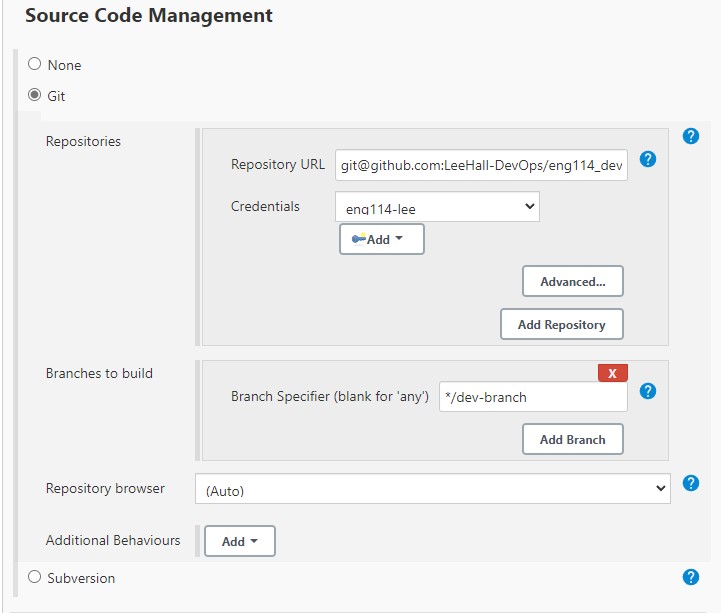 Source Code Management
None
Git
Repositories
Repository URL git@github.com:LeeHall-DevOps/eng114_dev
Credentials eng114-lee
Add
Advanced...
Add Repository
Branches to build
X
Branch Specifier (blank for 'any') */dev-branch
Add Branch
Repository browser (Auto)
Additional Behaviours Add
Subversion